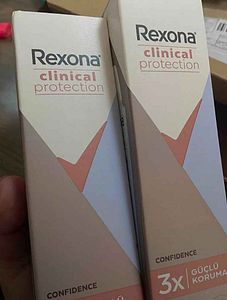 Rexona
clinical
protection
CONFIDENCE
Rexona
clinical
protection
CONFIDENCE
3X
GÜÇLÜ
KORUMA